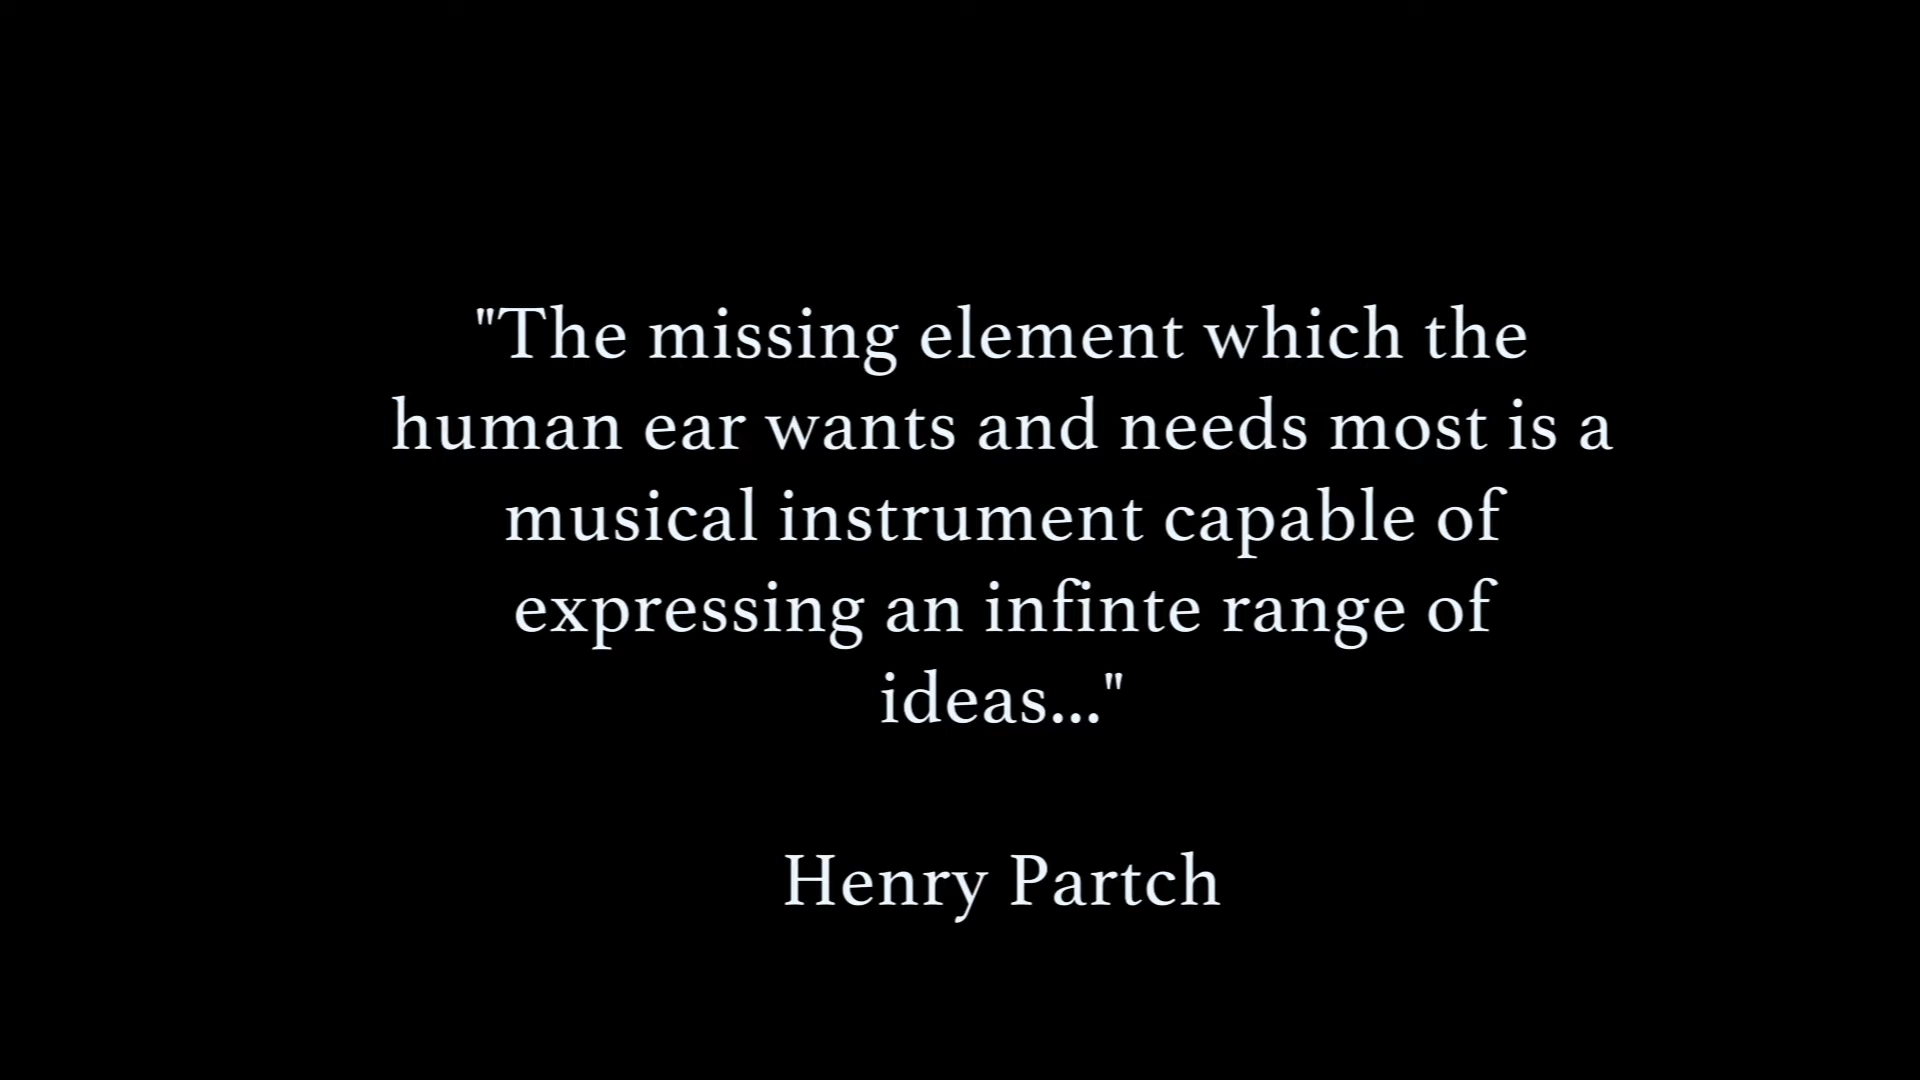 "The missing element which the
human ear wants and needs most is a
musical instrument capable of
expressing an infinte range of
ideas..."
Henry Partch